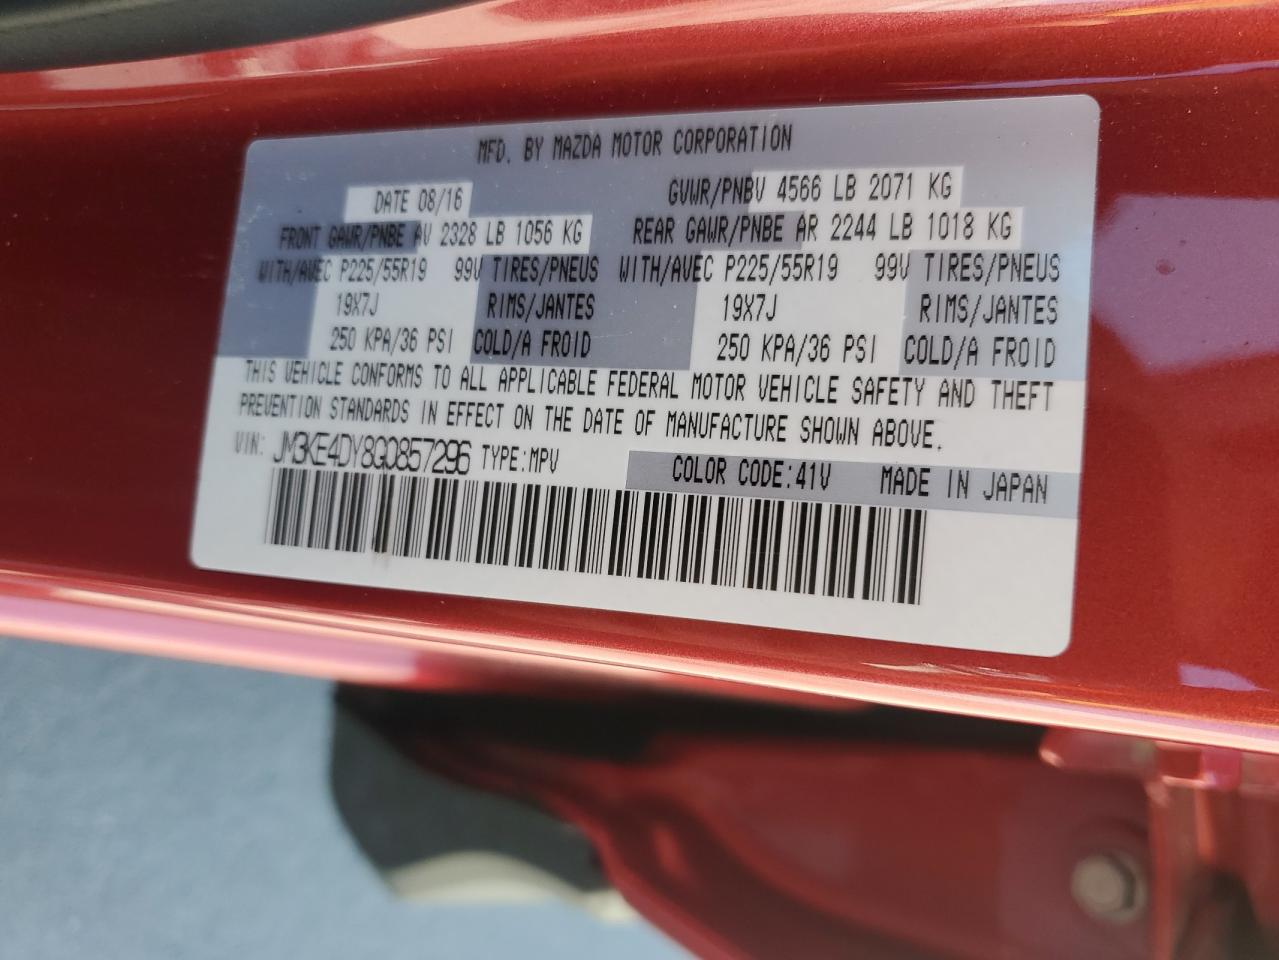 MFD. BY MAZDA MOTOR CORPORATION
DATE 08/16 GVWR/PNBV 4566 LB 2071 KG
FRONT GAWR/PNBE AV 2328 LB 1056 KG REAR GAWR/PNBE AR 2244 LB 1018 KG
WITH/AVEC P225/55R19 99V TIRES/PNEUS WITH/AVEC P225/55R19 99V TIRES/PNEUS
19X7J RIMS/JANTES 19X7J RIMS/JANTES
250 KPA/36 PSI COLD/A FROID 250 KPA/36 PSI COLD/A FROID
THIS VEHICLE CONFORMS TO ALL APPLICABLE FEDERAL MOTOR VEHICLE SAFETY AND THEFT
PREVENTION STANDARDS IN EFFECT ON THE DATE OF MANUFACTURE SHOWN ABOVE.
VIN: JM3KE4DY8G0857296 TYPE:MPV COLOR CODE:41V MADE IN JAPAN